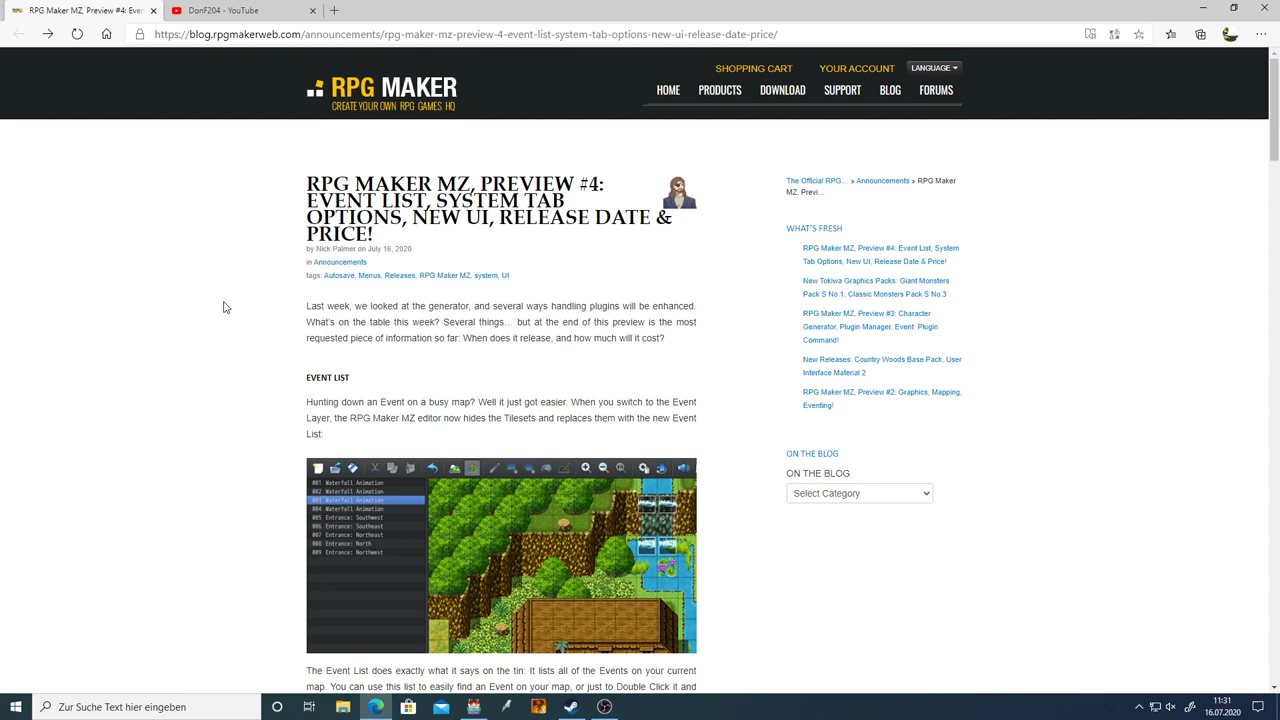 RPG Maker MZ, Preview #4: Eve
DonF204 - YouTube
https://blog.rpgmakerweb.com/announcements/rpg-maker-mz-preview-4-event-list-system-tab-options-new-ui-release-date-price/
SHOPPING CART YOUR ACCOUNT LANGUAGE
RPG MAKER
CREATE YOUR OWN RPG GAMES HQ
HOME PRODUCTS DOWNLOAD SUPPORT BLOG FORUMS
RPG MAKER MZ, PREVIEW #4:
EVENT LIST, SYSTEM TAB
OPTIONS, NEW UI, RELEASE DATE &
PRICE!
by Nick Palmer on July 16, 2020
in Announcements
tags: Autosave, Menus, Releases, RPG Maker MZ, system, UI
Last week, we looked at the generator, and several ways handling plugins will be enhanced.
What's on the table this week? Several things… but at the end of this preview is the most
requested piece of information so far: When does it release, and how much will it cost?
EVENT LIST
Hunting down an Event on a busy map? Well it just got easier. When you switch to the Event
Layer, the RPG Maker MZ editor now hides the Tilesets and replaces them with the new Event
List:
001 Waterfall Animation
002 Waterfall Animation
003 Waterfall Animation
004 Waterfall Animation
005 Entrance: Southwest
006 Entrance: Southeast
007 Entrance: Northeast
008 Entrance: North
009 Entrance: Northwest
The Event List does exactly what it says on the tin: It lists all of the Events on your current
map. You can use this list to easily find an Event on your map, or just to Double Click it and
The Official RPG... » Announcements » RPG Maker
MZ, Previ...
WHAT'S FRESH
RPG Maker MZ, Preview #4: Event List, System
Tab Options, New UI, Release Date & Price!
New Tokiwa Graphics Packs: Giant Monsters
Pack S No.1, Classic Monsters Pack S No.3
RPG Maker MZ, Preview #3: Character
Generator, Plugin Manager, Event Plugin
Command!
New Releases: Country Woods Base Pack, User
Interface Material 2
RPG Maker MZ, Preview #2: Graphics, Mapping,
Eventing!
ON THE BLOG
ON THE BLOG
Select Category
Zur Suche Text hier eingeben
11:31
16.07.2020